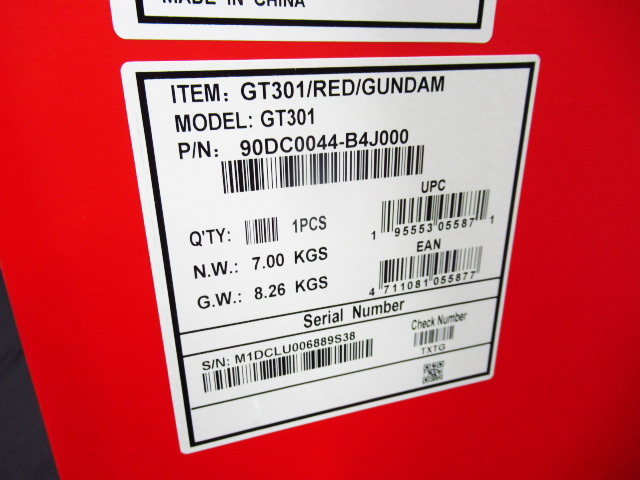 MADE IN CHINA
ITEM: GT301/RED/GUNDAM
MODEL: GT301
P/N: 90DC0044-B4J000
UPC
Q'TY: 1PCS
1 95553 05587 1
EAN
N.W.: 7.00 KGS
4 711081 055877
G.W.: 8.26 KGS
Serial Number
Check Number
S/N: M1DCLU006889S38
TXTG